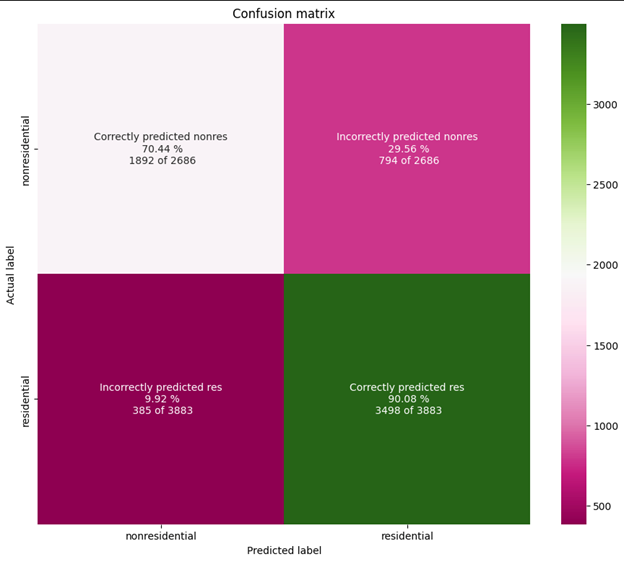 Confusion matrix
Correctly predicted nonres
70.44 %
1892 of 2686
Incorrectly predicted nonres
29.56 %
794 of 2686
Incorrectly predicted res
9.92 %
385 of 3883
Correctly predicted res
90.08 %
3498 of 3883
nonresidential
residential
Actual label
nonresidential
residential
Predicted label
3000
2500
2000
1500
1000
500